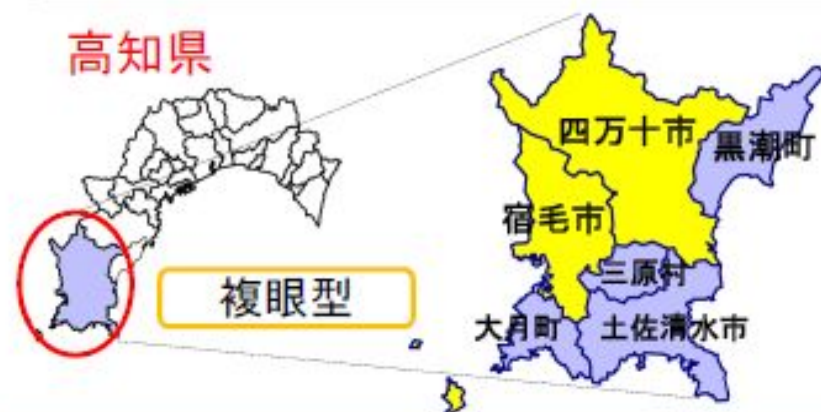 高知県
四万十市
黒潮町
宿毛市
三原村
複眼型
大月町
土佐清水市